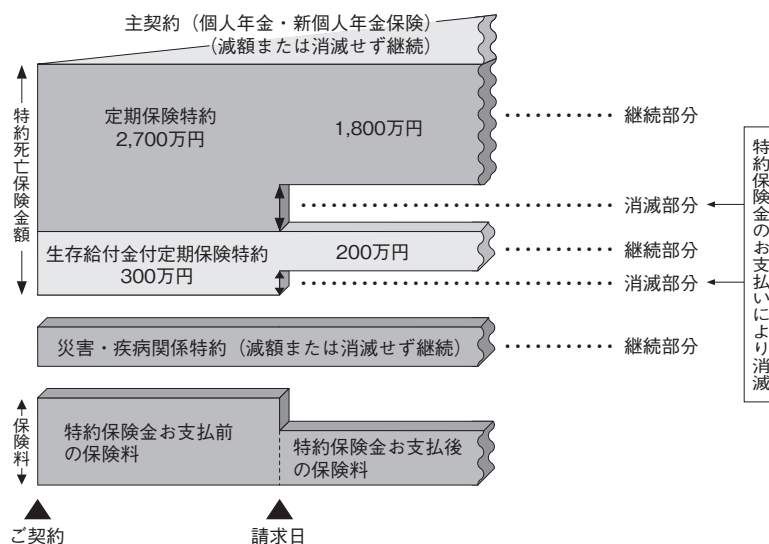 主契約（個人年金・新個人年金保険）
（減額または消滅せず継続）
特約死亡保険金額
定期保険特約
2,700万円
1,800万円
継続部分
消滅部分
生存給付金付定期保険特約
300万円
200万円
継続部分
消滅部分
特約保険金のお支払いにより消滅
災害・疾病関係特約（減額または消滅せず継続）
継続部分
保険料
特約保険金お支払前
の保険料
特約保険金お支払後
の保険料
ご契約
請求日